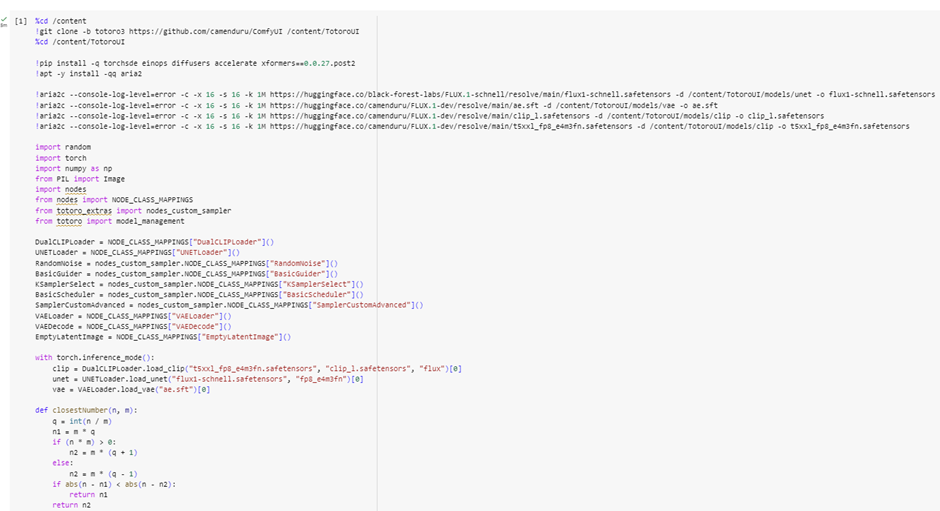 [1] %cd /content
!git clone -b totoro3 https://github.com/camenduru/ComfyUI /content/TotoroUI
%cd /content/TotoroUI
!pip install -q torchsde einops diffusers accelerate xformers==0.0.27.post2
!apt -y install -qq aria2
!aria2c --console-log-level=error -c -x 16 -s 16 -k 1M https://huggingface.co/black-forest-labs/FLUX.1-schnell/resolve/main/flux1-schnell.safetensors -d /content/TotoroUI/models/unet -o flux1-schnell.safetensors
!aria2c --console-log-level=error -c -x 16 -s 16 -k 1M https://huggingface.co/camenduru/FLUX.1-dev/resolve/main/ae.sft -d /content/TotoroUI/models/vae -o ae.sft
!aria2c --console-log-level=error -c -x 16 -s 16 -k 1M https://huggingface.co/camenduru/FLUX.1-dev/resolve/main/clip_l.safetensors -d /content/TotoroUI/models/clip -o clip_l.safetensors
!aria2c --console-log-level=error -c -x 16 -s 16 -k 1M https://huggingface.co/camenduru/FLUX.1-dev/resolve/main/t5xxl_fp8_e4m3fn.safetensors -d /content/TotoroUI/models/clip -o t5xxl_fp8_e4m3fn.safetensors
import random
import torch
import numpy as np
from PIL import Image
import nodes
from nodes import NODE_CLASS_MAPPINGS
from totoro_extras import nodes_custom_sampler
from totoro import model_management
DualCLIPLoader = NODE_CLASS_MAPPINGS["DualCLIPLoader"]()
UNETLoader = NODE_CLASS_MAPPINGS["UNETLoader"]()
RandomNoise = nodes_custom_sampler.NODE_CLASS_MAPPINGS["RandomNoise"]()
BasicGuider = nodes_custom_sampler.NODE_CLASS_MAPPINGS["BasicGuider"]()
KSamplerSelect = nodes_custom_sampler.NODE_CLASS_MAPPINGS["KSamplerSelect"]()
BasicScheduler = nodes_custom_sampler.NODE_CLASS_MAPPINGS["BasicScheduler"]()
SamplerCustomAdvanced = nodes_custom_sampler.NODE_CLASS_MAPPINGS["SamplerCustomAdvanced"]()
VAELoader = NODE_CLASS_MAPPINGS["VAELoader"]()
VAEDecode = NODE_CLASS_MAPPINGS["VAEDecode"]()
EmptyLatentImage = NODE_CLASS_MAPPINGS["EmptyLatentImage"]()
with torch.inference_mode():
    clip = DualCLIPLoader.load_clip("t5xxl_fp8_e4m3fn.safetensors", "clip_l.safetensors", "flux")[0]
    unet = UNETLoader.load_unet("flux1-schnell.safetensors", "fp8_e4m3fn")[0]
    vae = VAELoader.load_vae("ae.sft")[0]
def closestNumber(n, m):
    q = int(n / m)
    n1 = m * q
    if (n * m) > 0:
        n2 = m * (q + 1)
    else:
        n2 = m * (q - 1)
    if abs(n - n1) < abs(n - n2):
        return n1
    return n2